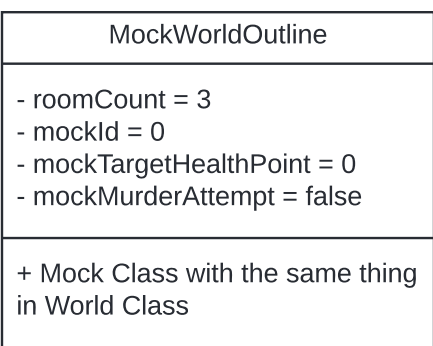 MockWorldOutline
- roomCount = 3
- mockId = 0
- mockTargetHealthPoint = 0
- mockMurderAttempt = false
+ Mock Class with the same thing
in World Class